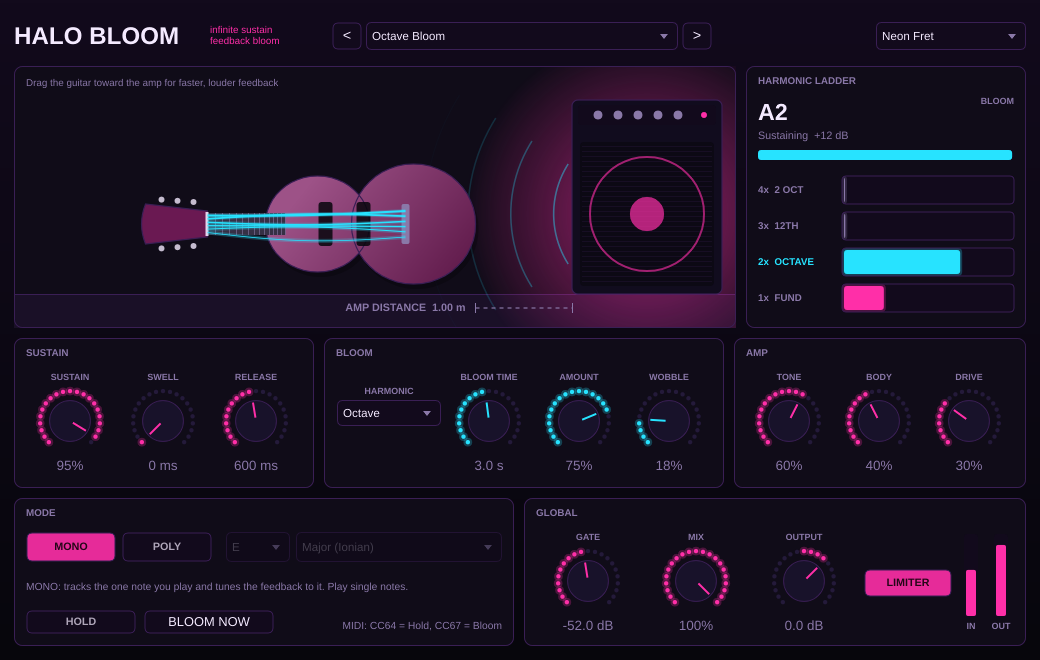 HALO BLOOM
infinite sustain
feedback bloom
<
Octave Bloom
>
Neon Fret
Drag the guitar toward the amp for faster, louder feedback
AMP DISTANCE 1.00 m
HARMONIC LADDER
A2
BLOOM
Sustaining +12 dB
4x 2 OCT
3x 12TH
2x OCTAVE
1x FUND
SUSTAIN
SUSTAIN
SWELL
RELEASE
95%
0 ms
600 ms
BLOOM
HARMONIC
Octave
BLOOM TIME
AMOUNT
WOBBLE
3.0 s
75%
18%
AMP
TONE
BODY
DRIVE
60%
40%
30%
MODE
MONO
POLY
E
Major (Ionian)
MONO: tracks the one note you play and tunes the feedback to it. Play single notes.
HOLD
BLOOM NOW
MIDI: CC64 = Hold, CC67 = Bloom
GLOBAL
GATE
MIX
OUTPUT
-52.0 dB
100%
0.0 dB
LIMITER
IN
OUT